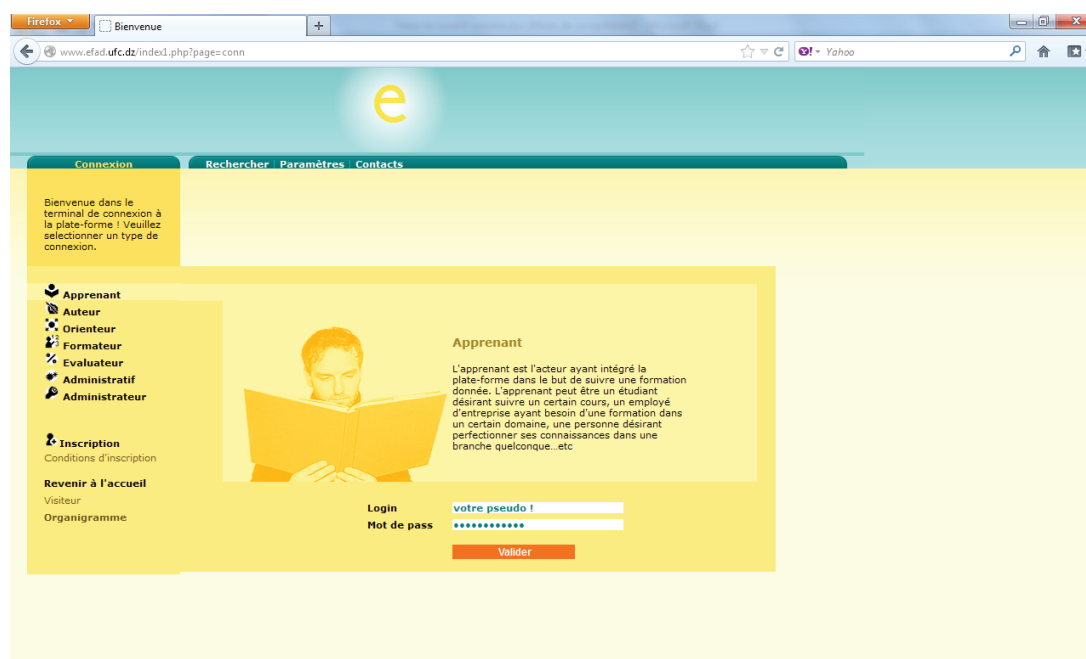 Firefox
Bienvenue
www.efad.ufc.dz/index1.php?page=conn
Yahoo
e
Connexion
Rechercher | Paramètres | Contacts
Bienvenue dans le
terminal de connexion à
la plate-forme ! Veuillez
selectionner un type de
connexion.
Apprenant
Auteur
Orienteur
Formateur
Evaluateur
Administratif
Administrateur
Inscription
Conditions d'inscription
Revenir à l'accueil
Visiteur
Organigramme
Apprenant
L'apprenant est l'acteur ayant intégré la
plate-forme dans le but de suivre une formation
donnée. L'apprenant peut être un étudiant
désirant suivre un certain cours, un employé
d'entreprise ayant besoin d'une formation dans
un certain domaine, une personne désirant
perfectionner ses connaissances dans une
branche quelconque...etc
Login votre pseudo !
Mot de pass ••••••••••••
Valider